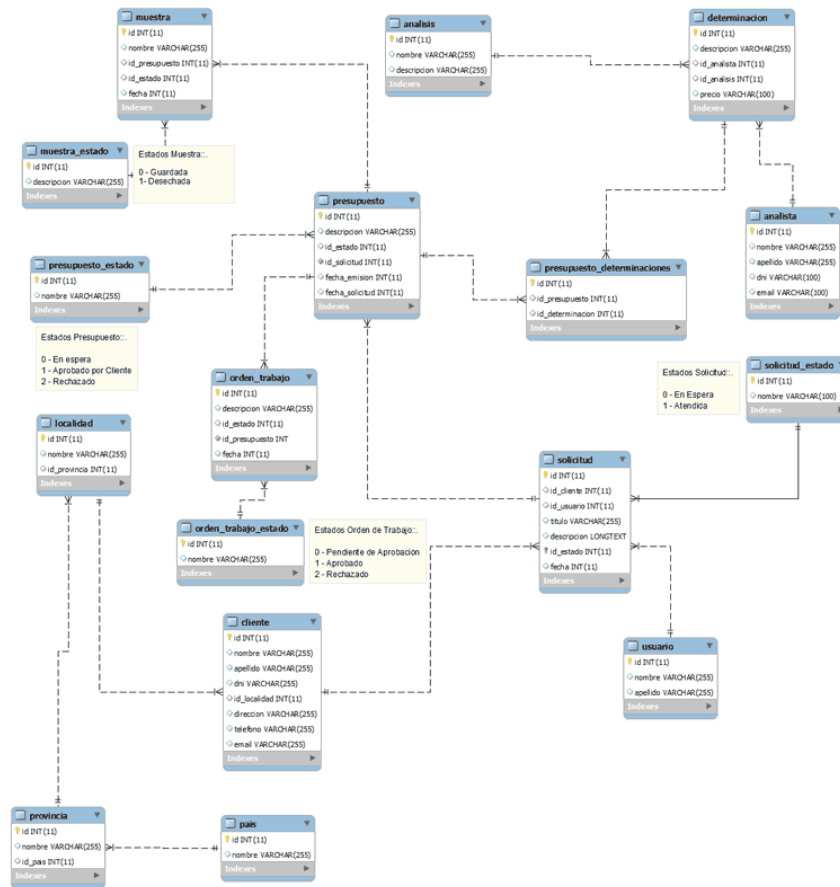 muestra
id INT(11)
nombre VARCHAR(255)
id_presupuesto INT(11)
id_estado INT(11)
fecha INT(11)
Indexes
analisis
id INT(11)
nombre VARCHAR(255)
descripcion VARCHAR(255)
Indexes
determinacion
id INT(11)
descripcion VARCHAR(255)
id_analista INT(11)
id_analisis INT(11)
precio VARCHAR(100)
Indexes
muestra_estado
id INT(11)
descripcion VARCHAR(255)
Indexes
Estados Muestra::.
0 - Guardada
1- Desechada
presupuesto
id INT(11)
descripcion VARCHAR(255)
id_estado INT(11)
id_solicitud INT(11)
fecha_emision INT(11)
fecha_solicitud INT(11)
Indexes
analista
id INT(11)
nombre VARCHAR(255)
apellido VARCHAR(255)
dni VARCHAR(100)
email VARCHAR(100)
Indexes
presupuesto_estado
id INT(11)
nombre VARCHAR(255)
Indexes
presupuesto_determinaciones
id INT(11)
id_presupuesto INT(11)
id_determinacion INT(11)
Indexes
Estados Presupuesto::.
0 - En espera
1 - Aprobado por Cliente
2 - Rechazado
orden_trabajo
id INT(11)
descripcion VARCHAR(255)
id_estado INT(11)
id_presupuesto INT
fecha INT(11)
Indexes
Estados Solicitud::.
0 - En Espera
1 - Atendida
solicitud_estado
id INT(11)
nombre VARCHAR(100)
Indexes
localidad
id INT(11)
nombre VARCHAR(255)
id_provincia INT(11)
Indexes
solicitud
id INT(11)
id_cliente INT(11)
id_usuario INT(11)
titulo VARCHAR(255)
descripcion LONGTEXT
id_estado INT(11)
fecha INT(11)
Indexes
orden_trabajo_estado
id INT(11)
nombre VARCHAR(255)
Indexes
Estados Orden de Trabajo::.
0 - Pendiente de Aprobación
1 - Aprobado
2 - Rechazado
cliente
id INT(11)
nombre VARCHAR(255)
apellido VARCHAR(255)
dni VARCHAR(255)
id_localidad INT(11)
direccion VARCHAR(255)
telefono VARCHAR(255)
email VARCHAR(255)
Indexes
usuario
id INT(11)
nombre VARCHAR(255)
apellido VARCHAR(255)
Indexes
provincia
id INT(11)
nombre VARCHAR(255)
id_pais INT(11)
Indexes
pais
id INT(11)
nombre VARCHAR(255)
Indexes